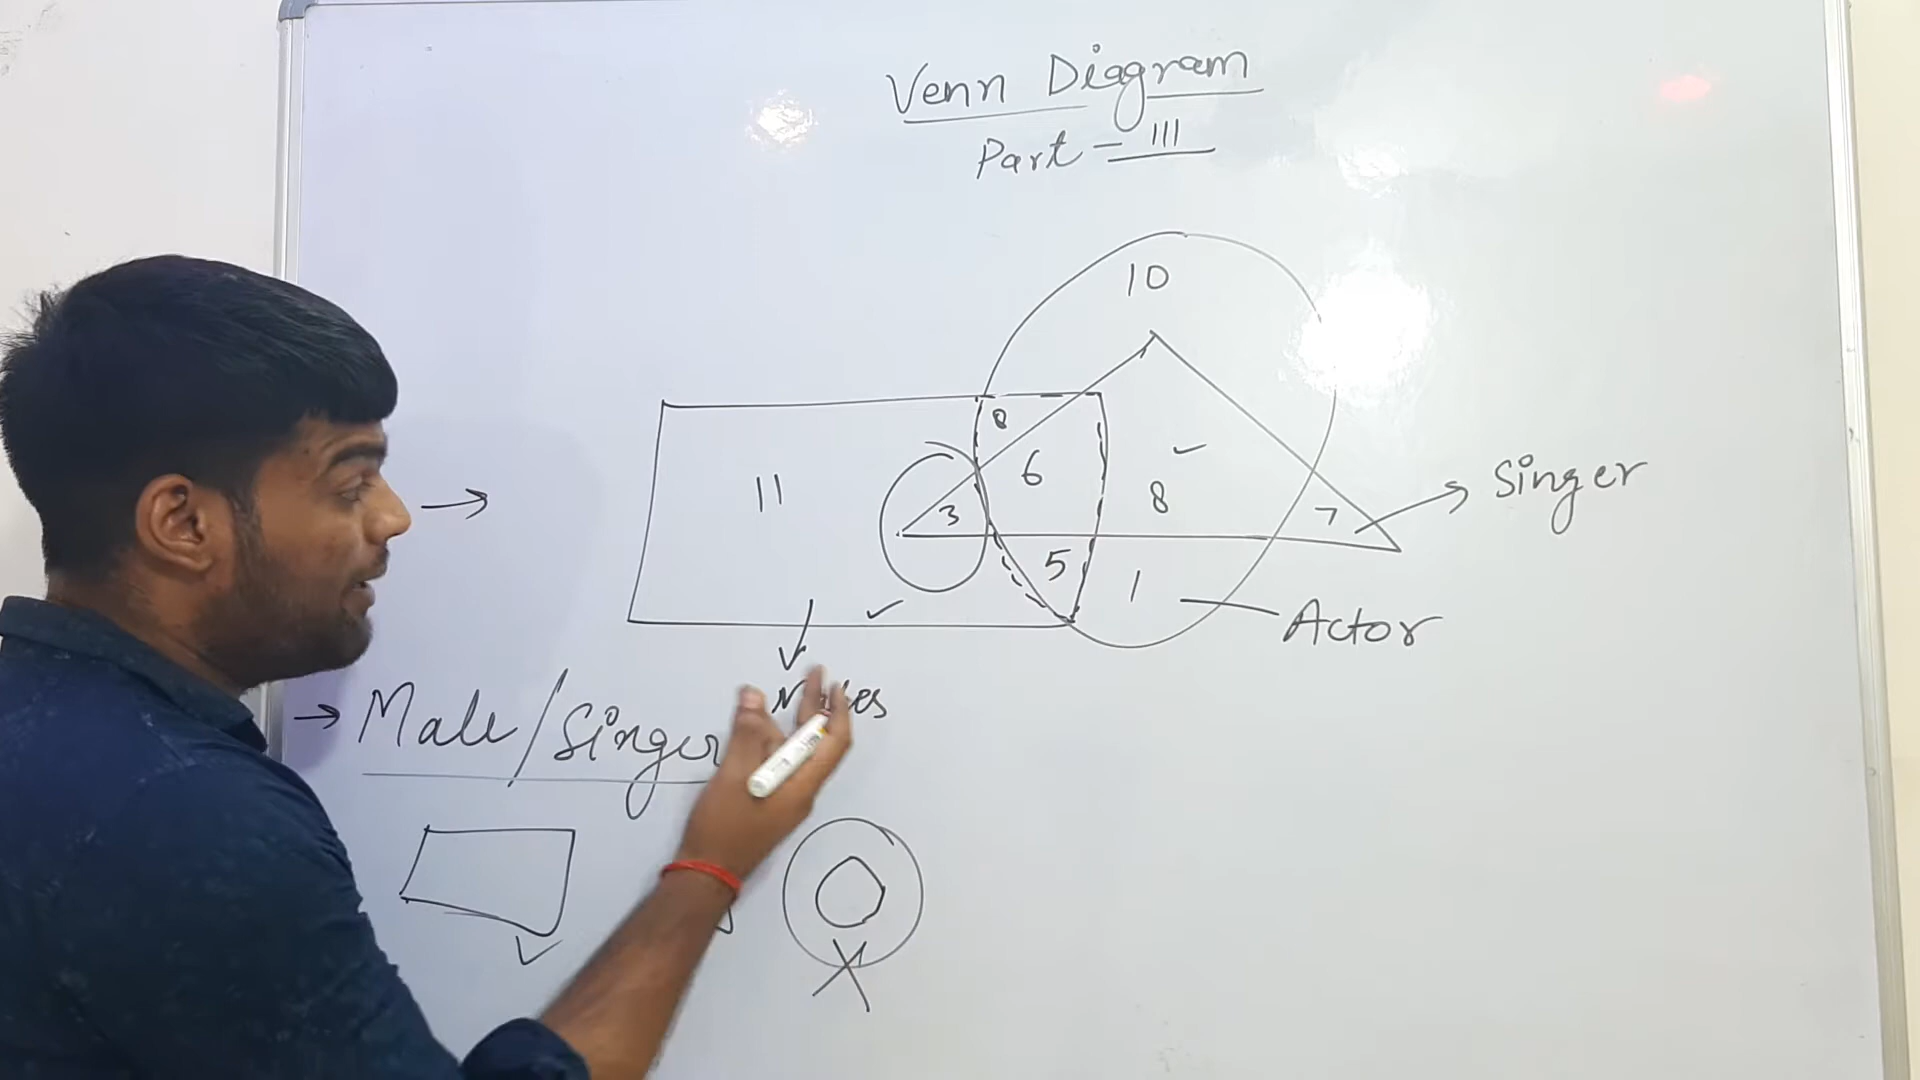 Venn Diagram
Part - III
10
8
6
11
3
8
7
Singer
5
1
Actor
Males
Male/Singer